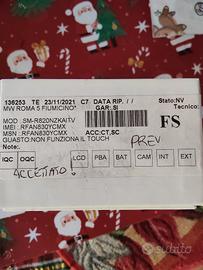 136253 TE 23/11/2021 C7 DATA RIP. / / Stato:NV
MW ROMA 5 FIUMICINO* GAR.:SI Tecnico:
MOD : SM-R820NZKAITV FS
IMEI : RFAN830YCMX
MSN : RFAN830YCMX ACC:CT,SC
GUASTO:NON FUNZIONA IL TOUCH
PREV
Note:
IQC OQC LCD PBA BAT CAM INT EXT
ACCETTATO!
subito